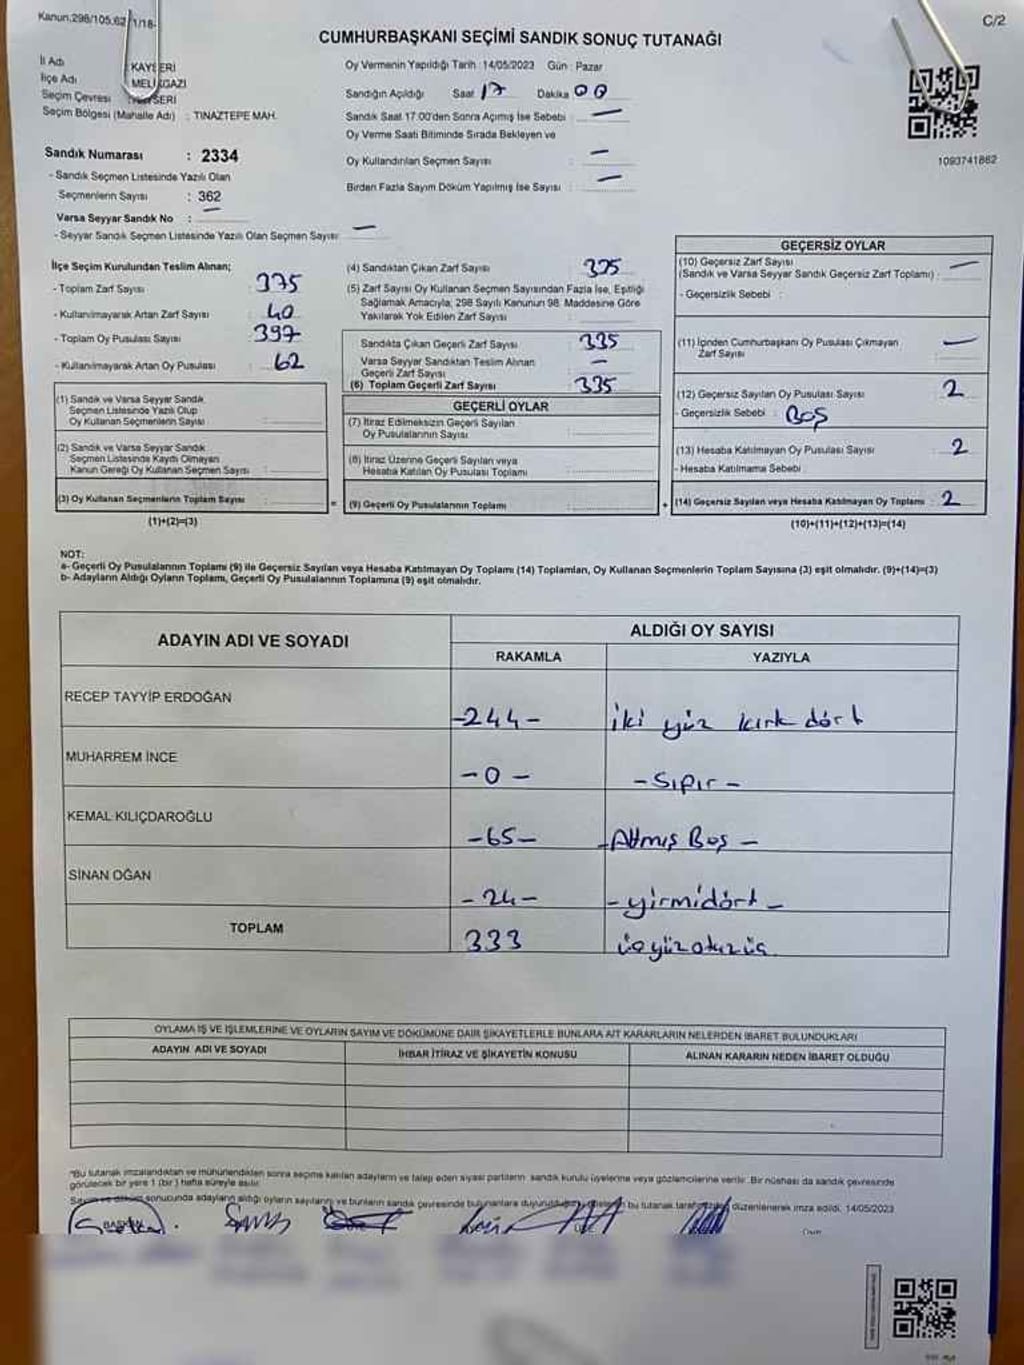 Kanun.298/105,62 1/18-
C/2
CUMHURBAŞKANI SEÇİMİ SANDIK SONUÇ TUTANAĞI
İl Adı KAYSERİ
İlçe Adı MELİKGAZİ
Seçim Çevresi : KAYSERİ
Seçim Bölgesi (Mahalle Adı) : TINAZTEPE MAH.
Oy Vermenin Yapıldığı Tarih : 14/05/2023 Gün : Pazar
Sandığın Açıldığı Saat 17 Dakika 00
Sandık Saat 17:00'den Sonra Açımış İse Sebebi : —
Oy Verme Saati Bitiminde Sırada Bekleyen ve
Oy Kullandırılan Seçmen Sayısı : —
Birden Fazla Sayım Döküm Yapılmış İse Sayısı : —
1093741862
Sandık Numarası : 2334
- Sandık Seçmen Listesinde Yazılı Olan
Seçmenlerin Sayısı : 362
Varsa Seyyar Sandık No : —
- Seyyar Sandık Seçmen Listesinde Yazılı Olan Seçmen Sayısı : —
İlçe Seçim Kurulundan Teslim Alınan;
- Toplam Zarf Sayısı : 375
- Kullanılmayarak Artan Zarf Sayısı : 40
- Toplam Oy Pusulası Sayısı : 397
- Kullanılmayarak Artan Oy Pusulası : 62
(1) Sandık ve Varsa Seyyar Sandık
Seçmen Listesinde Yazılı Olup
Oy Kullanan Seçmenlerin Sayısı :
(2) Sandık ve Varsa Seyyar Sandık
Seçmen Listesinde Kaydı Olmayan
Kanun Gereği Oy Kullanan Seçmen Sayısı :
(3) Oy Kullanan Seçmenlerin Toplam Sayısı :
(1)+(2)=(3)
(4) Sandıktan Çıkan Zarf Sayısı : 335
(5) Zarf Sayısı Oy Kullanan Seçmen Sayısından Fazla İse, Eşitliği
Sağlamak Amacıyla; 298 Sayılı Kanunun 98. Maddesine Göre
Yakılarak Yok Edilen Zarf Sayısı :
Sandıkta Çıkan Geçerli Zarf Sayısı : 335
Varsa Seyyar Sandıktan Teslim Alınan
Geçerli Zarf Sayısı : —
(6) Toplam Geçerli Zarf Sayısı 335
GEÇERLİ OYLAR
(7) İtiraz Edilmeksizin Geçerli Sayılan
Oy Pusulalarının Sayısı :
(8) İtiraz Üzerine Geçerli Sayılan veya
Hesaba Katılan Oy Pusulası Toplamı :
= (9) Geçerli Oy Pusulalarının Toplamı :
GEÇERSİZ OYLAR
(10) Geçersiz Zarf Sayısı
(Sandık ve Varsa Seyyar Sandık Geçersiz Zarf Toplamı) : —
- Geçersizlik Sebebi :
(11) İçinden Cumhurbaşkanı Oy Pusulası Çıkmayan
Zarf Sayısı : —
(12) Geçersiz Sayılan Oy Pusulası Sayısı : 2
- Geçersizlik Sebebi : Boş
(13) Hesaba Katılmayan Oy Pusulası Sayısı : 2
- Hesaba Katılmama Sebebi
+ (14) Geçersiz Sayılan veya Hesaba Katılmayan Oy Toplamı : 2
(10)+(11)+(12)+(13)=(14)
NOT:
a- Geçerli Oy Pusulasının Toplamı (9) ile Geçersiz Sayılan veya Hesaba Katılmayan Oy Toplamı (14) Toplamları, Oy Kullanan Seçmenlerin Toplam Sayısına (3) eşit olmalıdır. (9)+(14)=(3)
b- Adayların Aldığı Oyların Toplamı, Geçerli Oy Pusulalarının Toplamına (9) eşit olmalıdır.
ADAYIN ADI VE SOYADI
ALDIĞI OY SAYISI
RAKAMLA YAZIYLA
RECEP TAYYİP ERDOĞAN -244- iki yüz kırk dört
MUHARREM İNCE -0- -Sıfır-
KEMAL KILIÇDAROĞLU -65- -Altmış Beş-
SİNAN OĞAN -24- -yirmidört-
TOPLAM 333 üçyüzotuzüç
OYLAMA İŞ VE İŞLEMLERİNE VE OYLARIN SAYIM VE DÖKÜMÜNE DAİR ŞİKAYETLERLE BUNLARA AİT KARARLARIN NELERDEN İBARET BULUNDUKLARI
ADAYIN ADI VE SOYADI İHBAR İTİRAZ VE ŞİKAYETİN KONUSU ALINAN KARARIN NEDEN İBARET OLDUĞU
"Bu tutanak imzalandıktan ve mühürlendikten sonra seçime katılan adayların ve talep eden siyasi partilerin sandık kurulu üyelerine veya gözlemcilerine verilir. Bir nüshası da sandık çevresinde
görülecek bir yere 1 (bir) hafta süreyle asılır.
Sayım ve döküm sonucunda adayların aldığı oyların sayılarını ve bunların sandık çevresinde bulunanlara duyurulduğu bu tutanak tarafımızdan düzenlenerek imza edildi. 14/05/2023
BAŞKAN